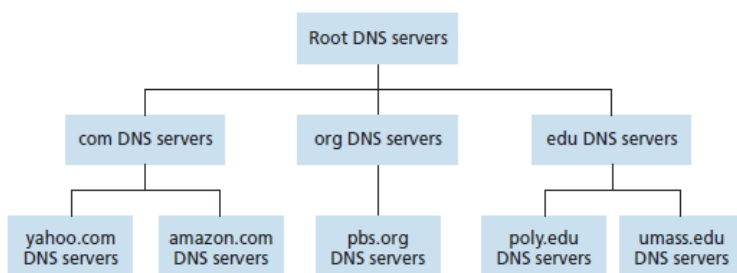 Root DNS servers
com DNS servers
org DNS servers
edu DNS servers
yahoo.com
DNS servers
amazon.com
DNS servers
pbs.org
DNS servers
poly.edu
DNS servers
umass.edu
DNS servers